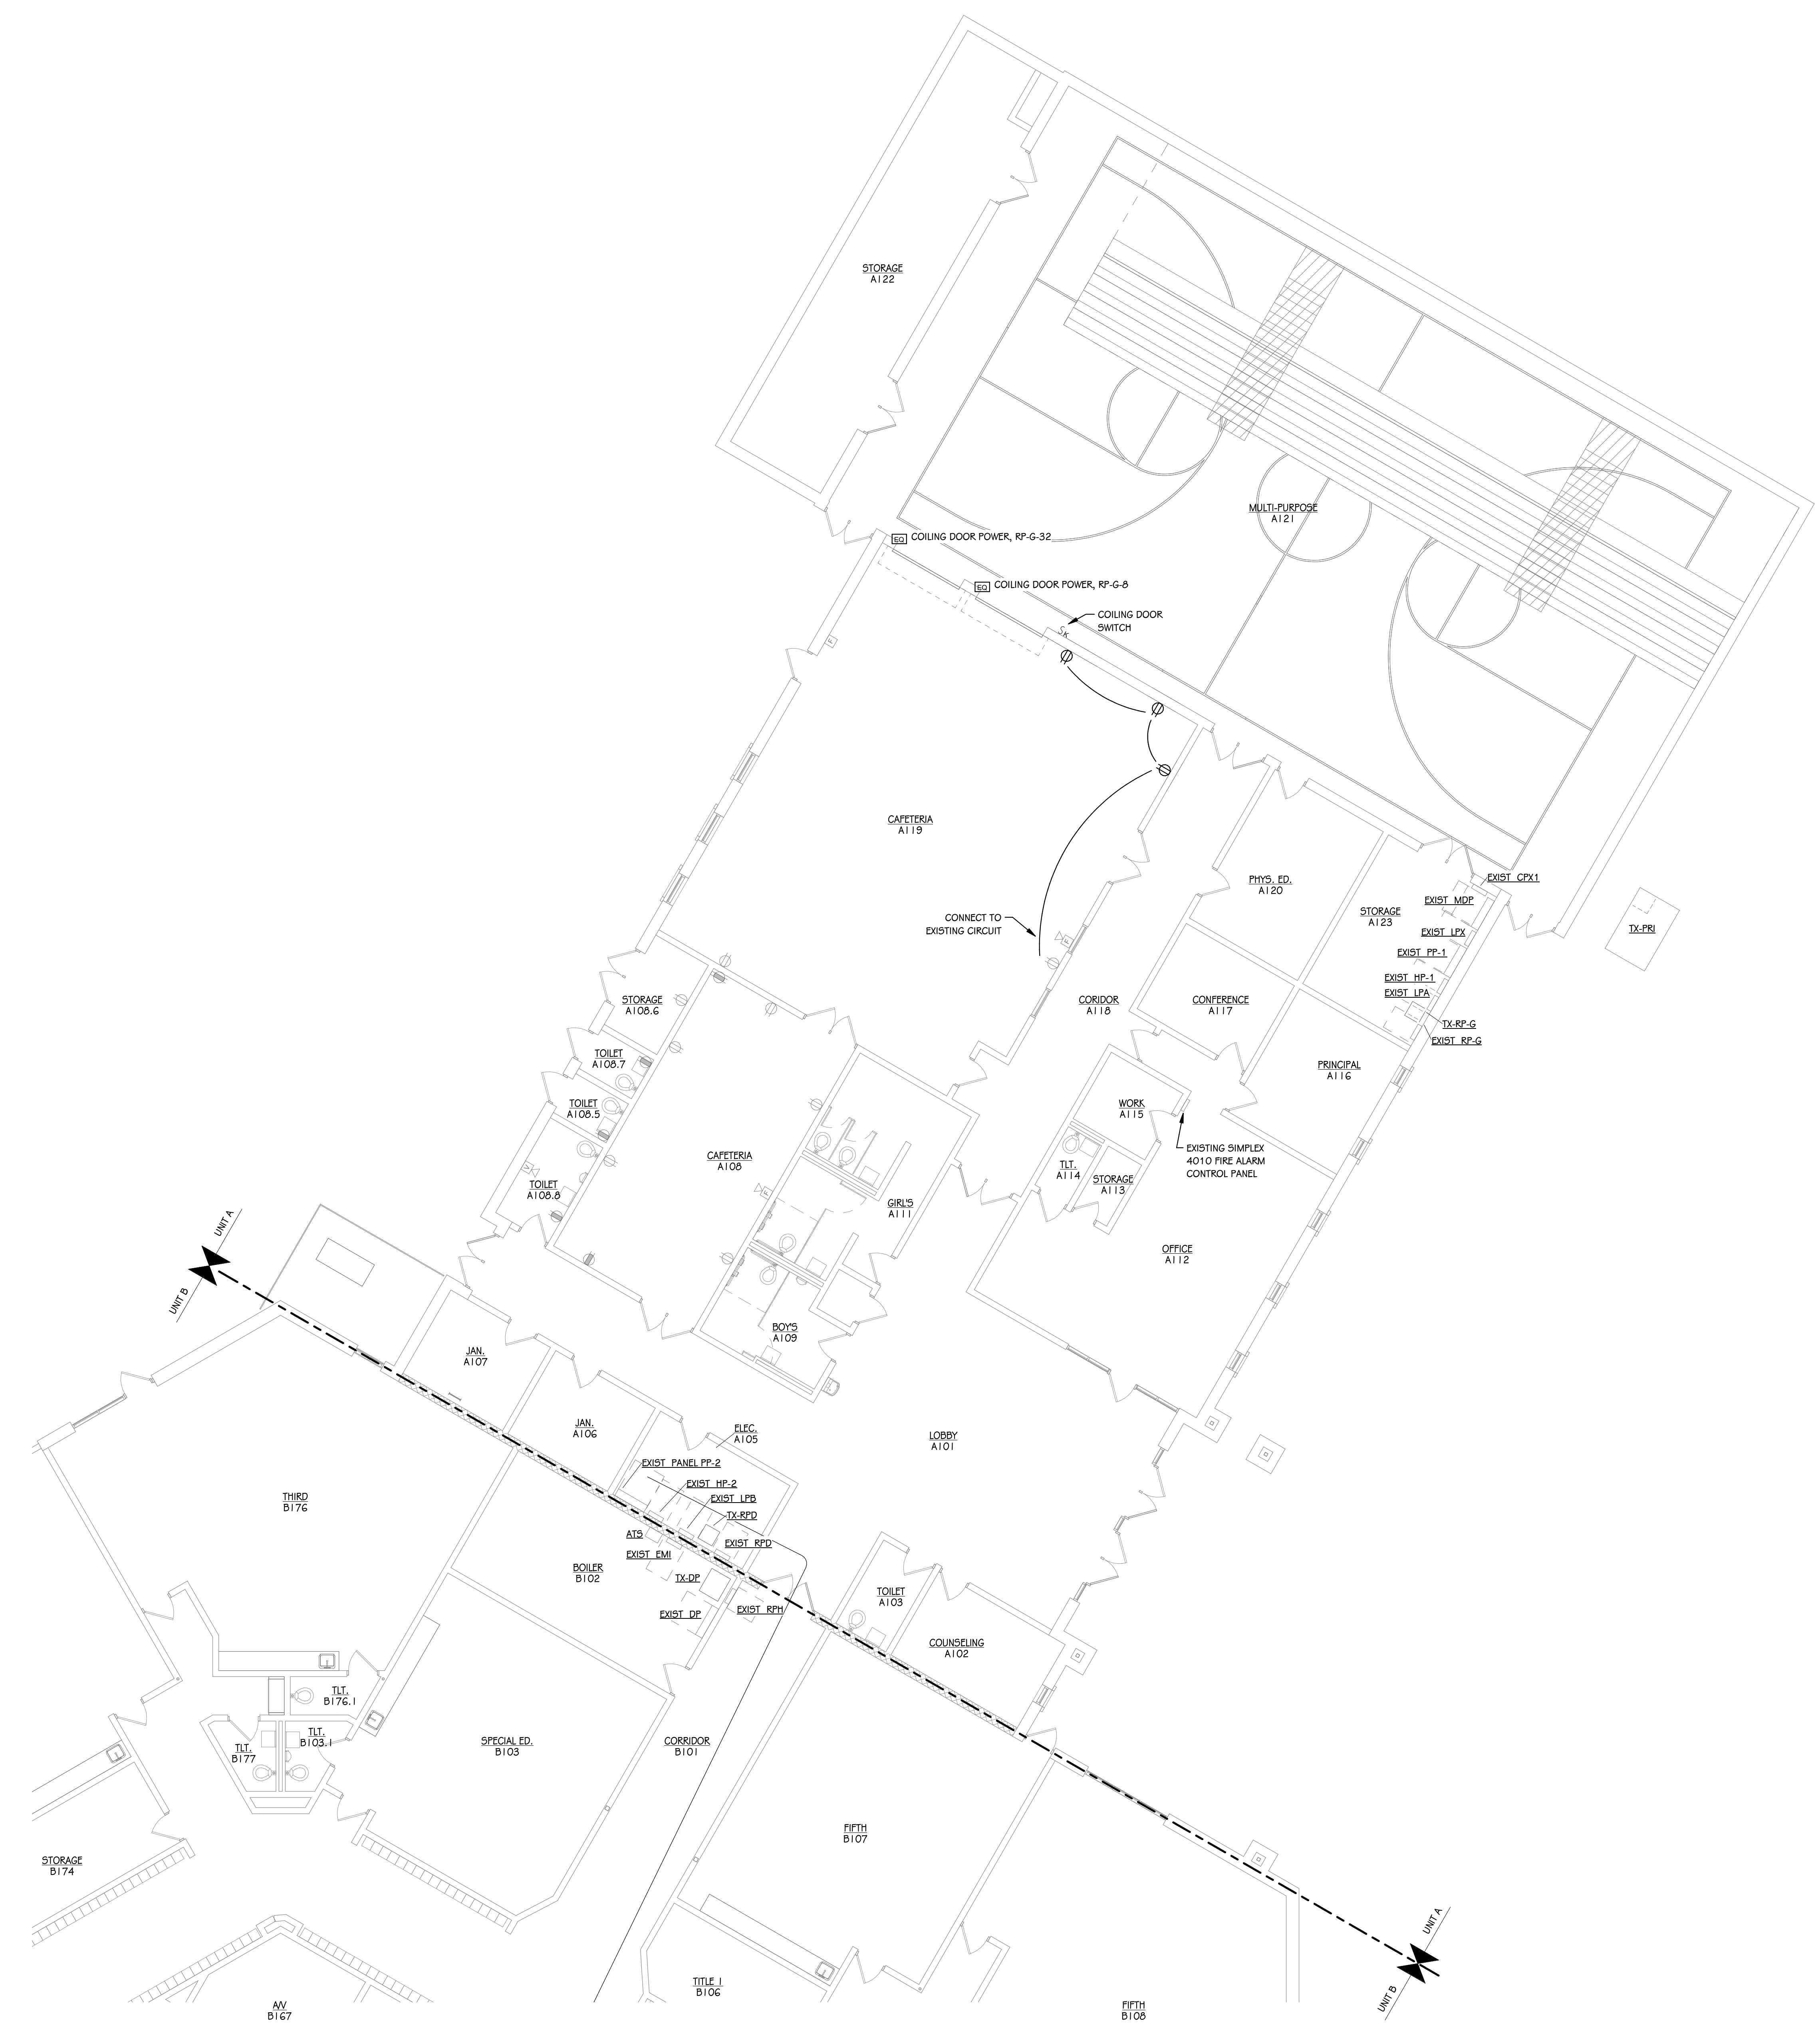 STORAGE
A122
MULTI-PURPOSE
A121
EQ COILING DOOR POWER, RP-G-32
EQ COILING DOOR POWER, RP-G-8
COILING DOOR
SWITCH
SK
F
CAFETERIA
A119
PHYS. ED.
A120
STORAGE
A123
EXIST CPX1
EXIST MDP
EXIST LPX
EXIST PP-1
EXIST HP-1
EXIST LPA
TX-RP-G
EXIST RP-G
TX-PRI
CONNECT TO
EXISTING CIRCUIT
F
CORIDOR
A118
CONFERENCE
A117
PRINCIPAL
A116
STORAGE
A108.6
TOILET
A108.7
TOILET
A108.5
WORK
A115
EXISTING SIMPLEX
4010 FIRE ALARM
CONTROL PANEL
TLT.
A114
STORAGE
A113
CAFETERIA
A108
TOILET
A108.8
V
F
GIRL'S
A111
OFFICE
A112
UNIT A
UNIT B
BOY'S
A109
JAN.
A107
JAN.
A106
ELEC.
A105
LOBBY
A101
EXIST PANEL PP-2
EXIST HP-2
EXIST LPB
TX-RPD
ATS
EXIST RPD
EXIST EMI
TX-DP
EXIST DP
EXIST RPH
THIRD
B176
BOILER
B102
TOILET
A103
COUNSELING
A102
TLT.
B176.1
TLT.
B103.1
TLT.
B177
SPECIAL ED.
B103
CORRIDOR
B101
FIFTH
B107
STORAGE
B174
UNIT A
UNIT B
TITLE I
B106
A/V
B167
FIFTH
B108